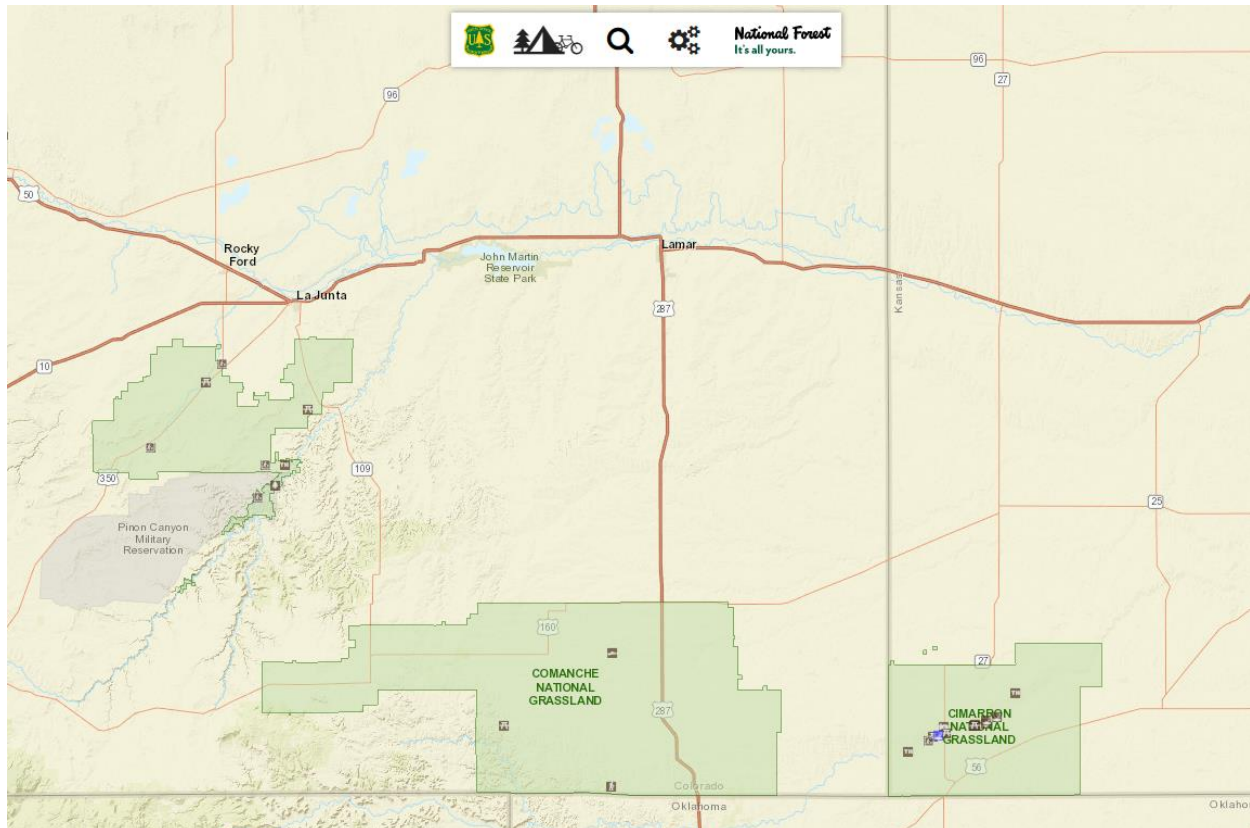 US
National Forest
It's all yours.
96
96
27
50
Rocky
Ford
Lamar
John Martin
Reservoir
State Park
La Junta
Kansas
287
10
109
350
25
Pinon Canyon
Military
Reservation
160
27
COMANCHE
NATIONAL
GRASSLAND
287
CIMARRON
NATIONAL
GRASSLAND
56
Colorado
Oklahoma
Oklaho